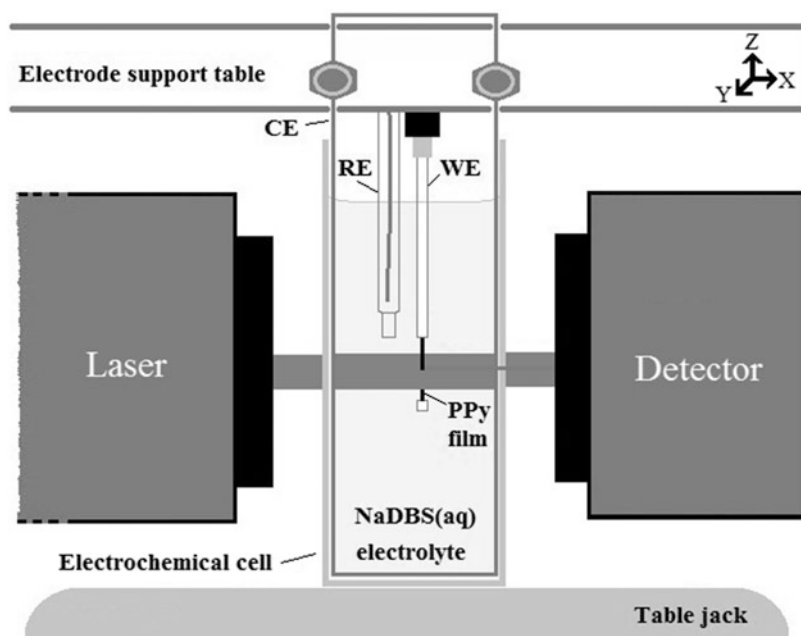 Electrode support table
Z
X
Y
CE
RE
WE
Laser
Detector
PPy
film
NaDBS(aq)
electrolyte
Electrochemical cell
Table jack